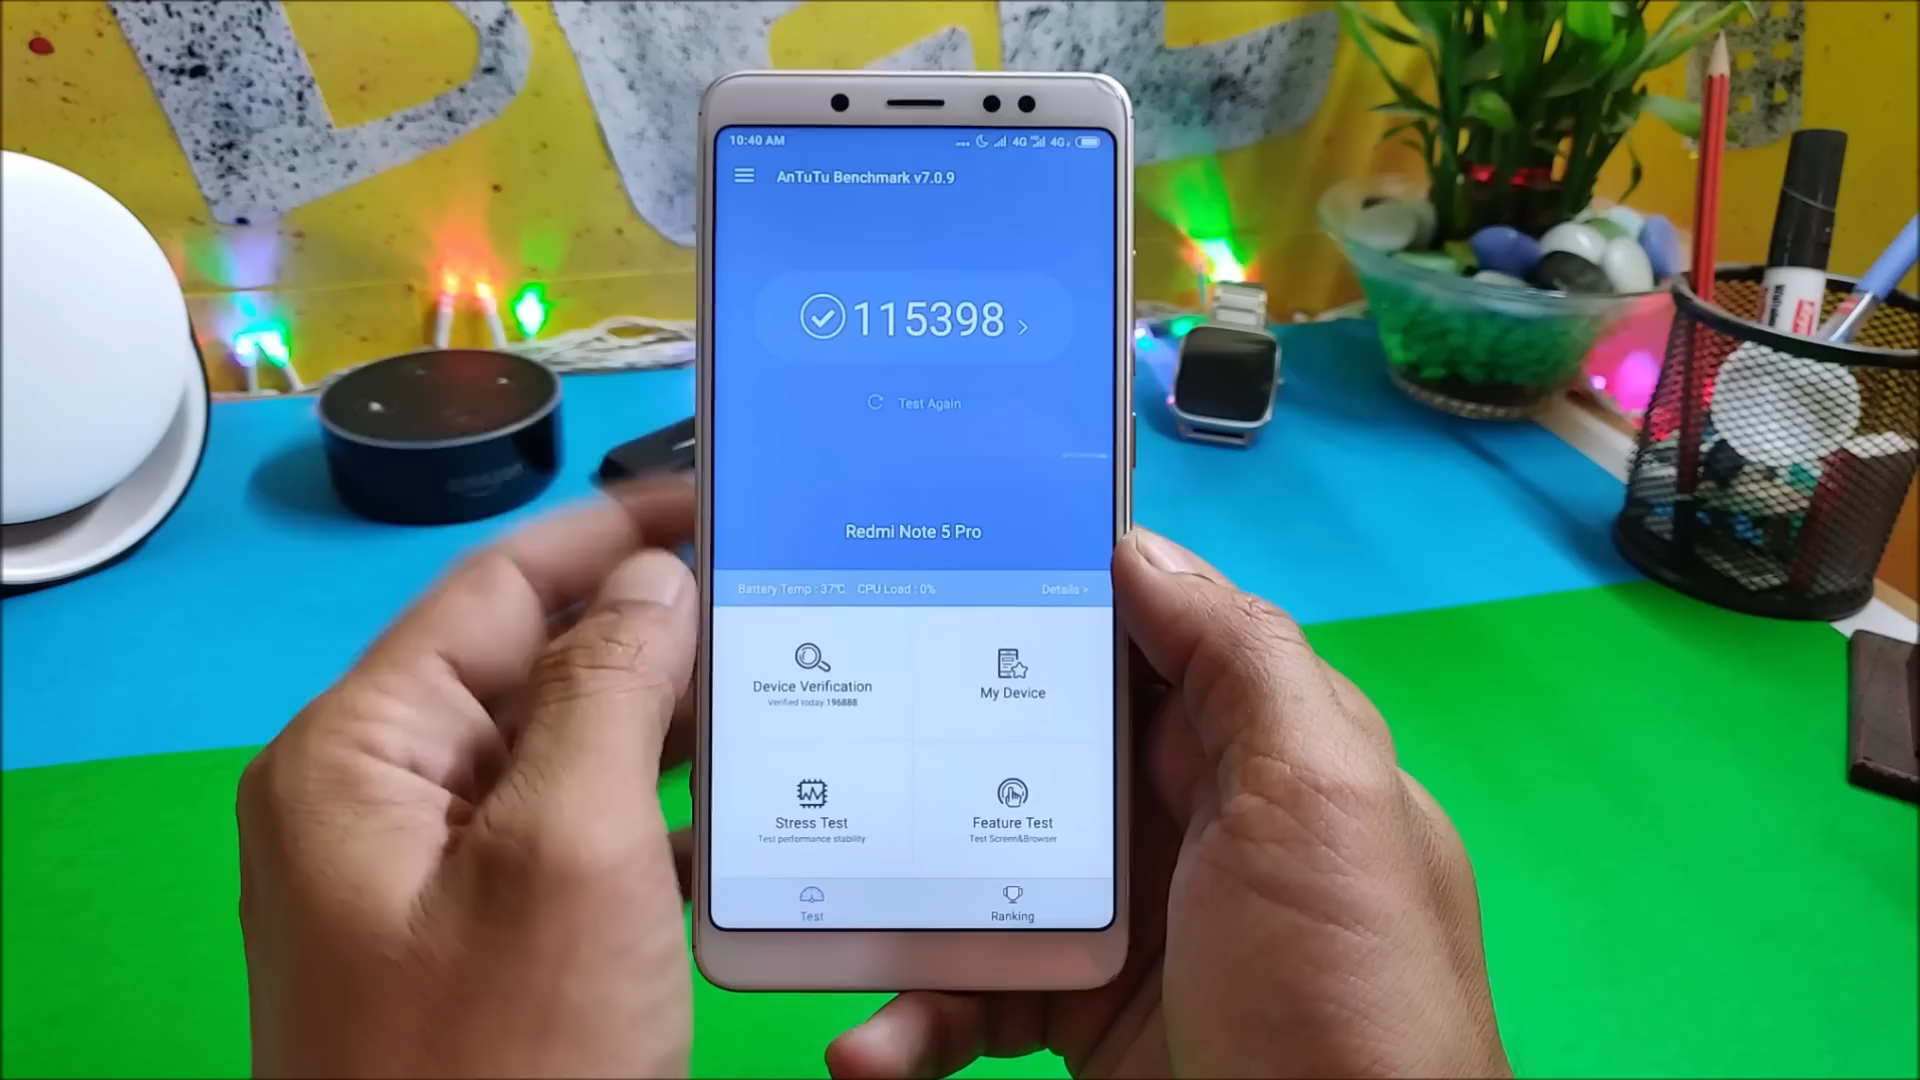 10:40 AM
4G 4G
AnTuTu Benchmark v7.0.9
115398 >
Test Again
Redmi Note 5 Pro
Battery Temp : 37℃ CPU Load : 0% Details >
Device Verification
Verified today 196888
My Device
Stress Test
Test performance stability
Feature Test
Test Screen&Browser
Test
Ranking